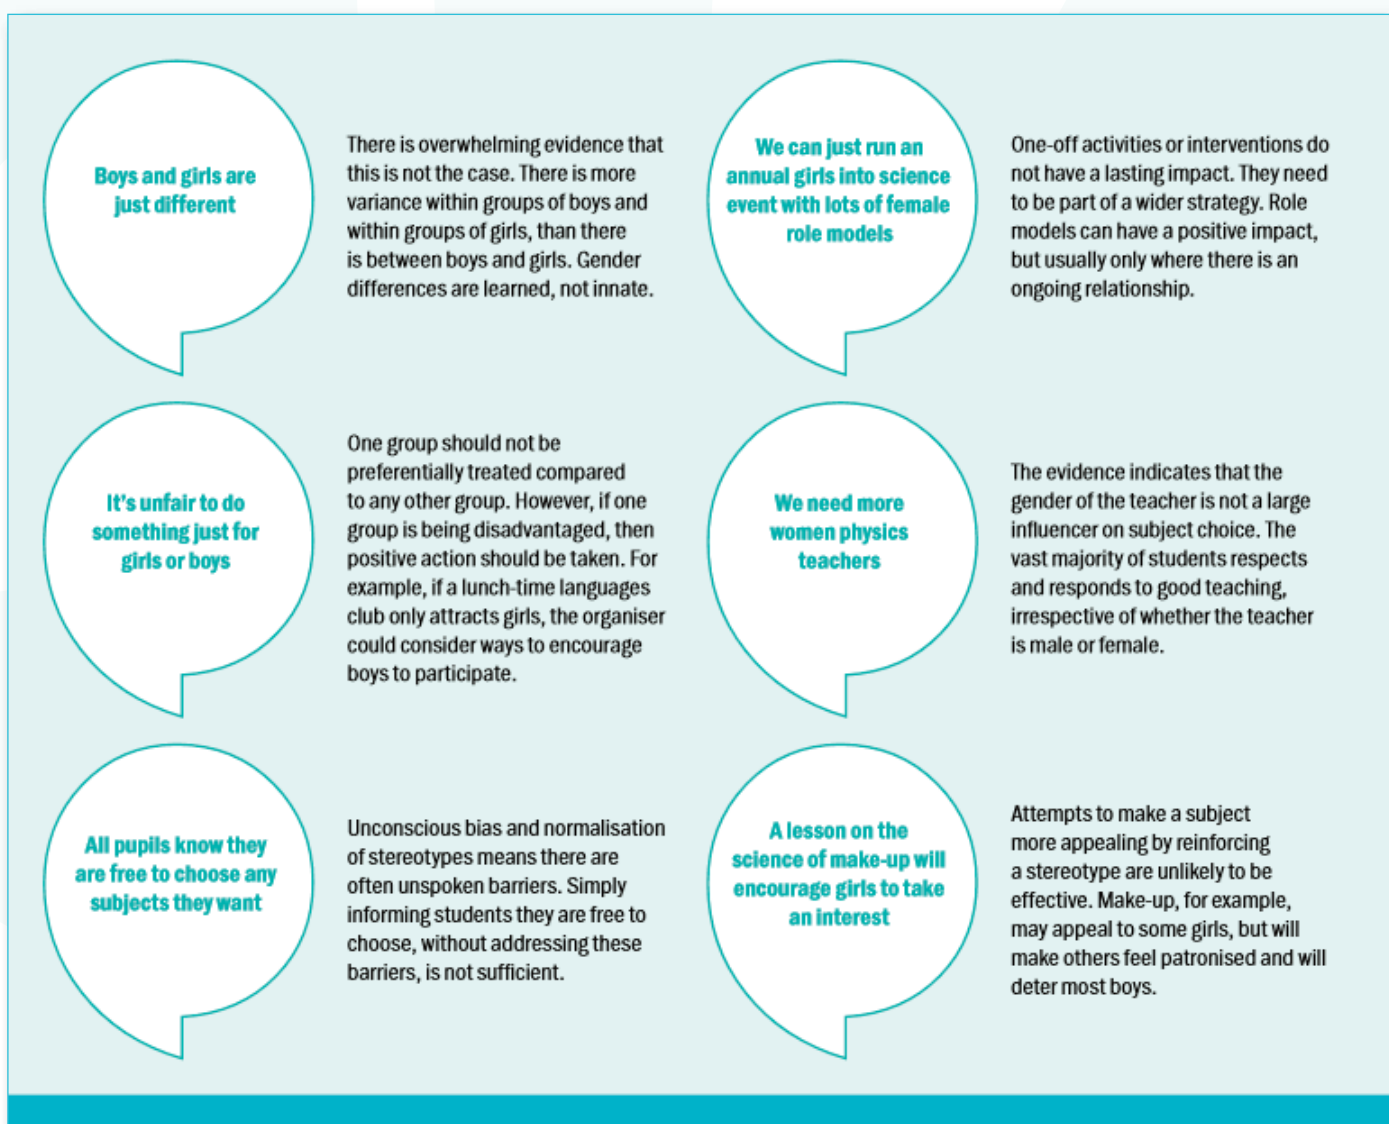 Boys and girls are
just different
There is overwhelming evidence that
this is not the case. There is more
variance within groups of boys and
within groups of girls, than there
is between boys and girls. Gender
differences are learned, not innate.
We can just run an
annual girls into science
event with lots of female
role models
One-off activities or interventions do
not have a lasting impact. They need
to be part of a wider strategy. Role
models can have a positive impact,
but usually only where there is an
ongoing relationship.
It's unfair to do
something just for
girls or boys
One group should not be
preferentially treated compared
to any other group. However, if one
group is being disadvantaged, then
positive action should be taken. For
example, if a lunch-time languages
club only attracts girls, the organiser
could consider ways to encourage
boys to participate.
We need more
women physics
teachers
The evidence indicates that the
gender of the teacher is not a large
influencer on subject choice. The
vast majority of students respects
and responds to good teaching,
irrespective of whether the teacher
is male or female.
All pupils know they
are free to choose any
subjects they want
Unconscious bias and normalisation
of stereotypes means there are
often unspoken barriers. Simply
informing students they are free to
choose, without addressing these
barriers, is not sufficient.
A lesson on the
science of make-up will
encourage girls to take
an interest
Attempts to make a subject
more appealing by reinforcing
a stereotype are unlikely to be
effective. Make-up, for example,
may appeal to some girls, but will
make others feel patronised and will
deter most boys.